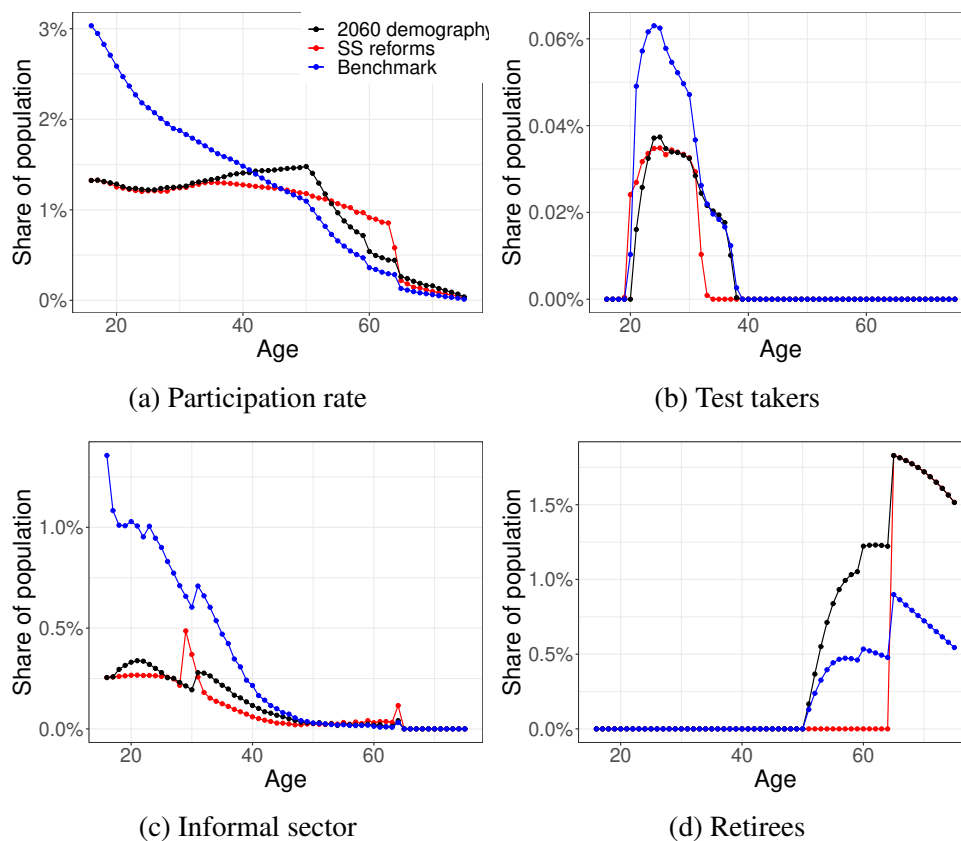 3%
2%
1%
0%
Share of population
20
40
60
Age
2060 demography
SS reforms
Benchmark
(a) Participation rate
0.06%
0.04%
0.02%
0.00%
Share of population
20
40
60
Age
(b) Test takers
1.0%
0.5%
0.0%
Share of population
20
40
60
Age
(c) Informal sector
1.5%
1.0%
0.5%
0.0%
Share of population
20
40
60
Age
(d) Retirees